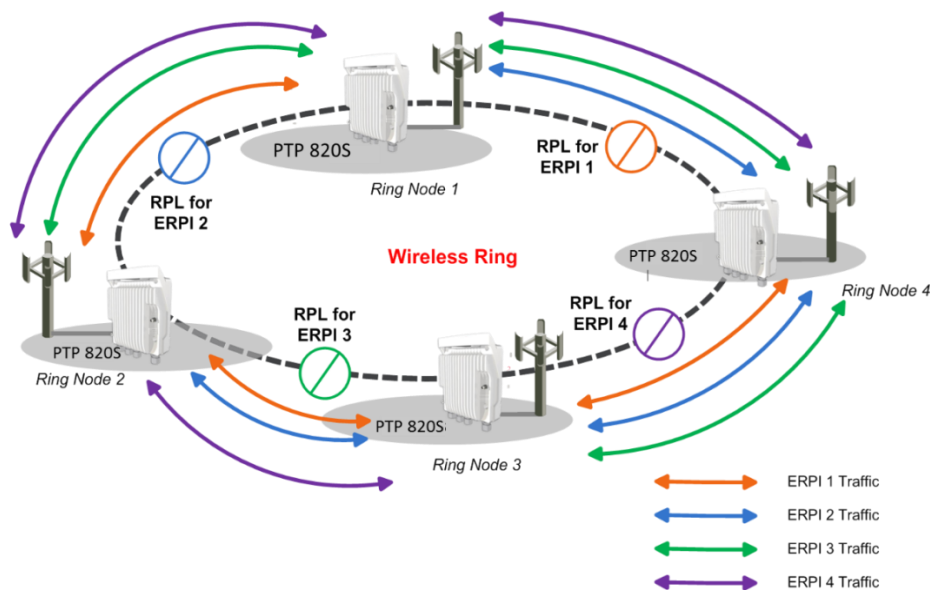 PTP 820S
Ring Node 1
RPL for
ERPI 1
RPL for
ERPI 2
Wireless Ring
PTP 820S
Ring Node 4
RPL for
ERPI 3
RPL for
ERPI 4
PTP 820S
Ring Node 2
PTP 820S
Ring Node 3
ERPI 1 Traffic
ERPI 2 Traffic
ERPI 3 Traffic
ERPI 4 Traffic